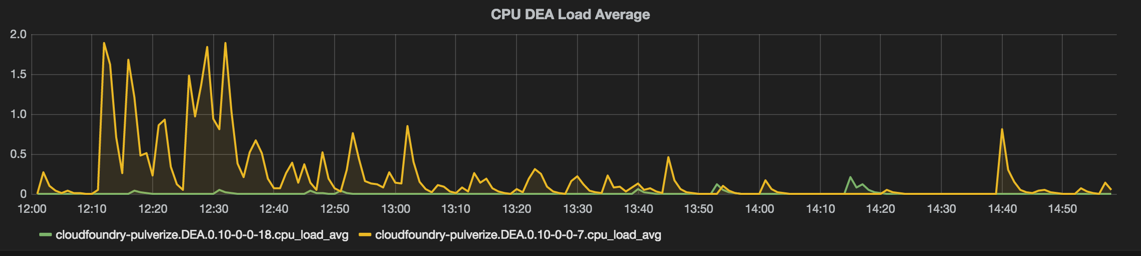 CPU DEA Load Average
2.0
1.5
1.0
0.5
0
12:00 12:10 12:20 12:30 12:40 12:50 13:00 13:10 13:20 13:30 13:40 13:50 14:00 14:10 14:20 14:30 14:40 14:50
cloudfoundry-pulverize.DEA.0.10-0-0-18.cpu_load_avg cloudfoundry-pulverize.DEA.0.10-0-0-7.cpu_load_avg